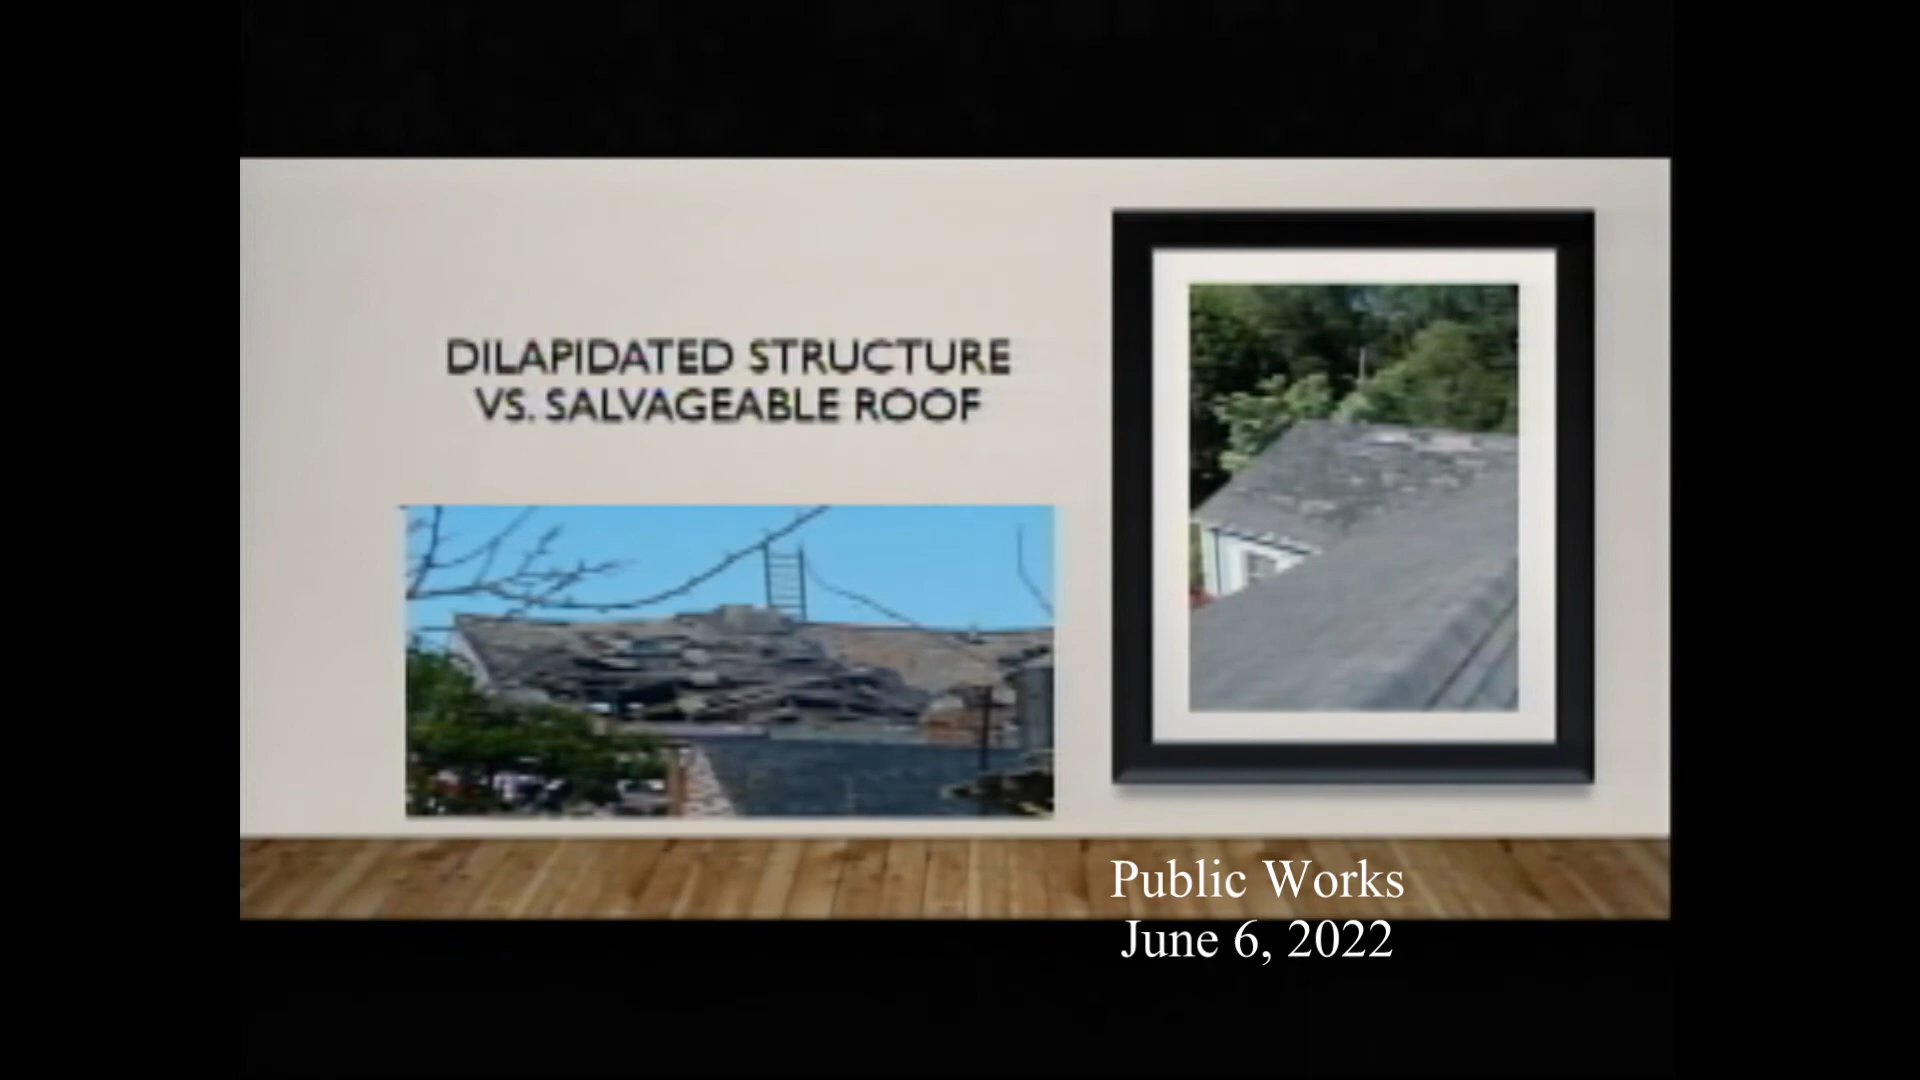 DILAPIDATED STRUCTURE
VS. SALVAGEABLE ROOF
Public Works
June 6, 2022